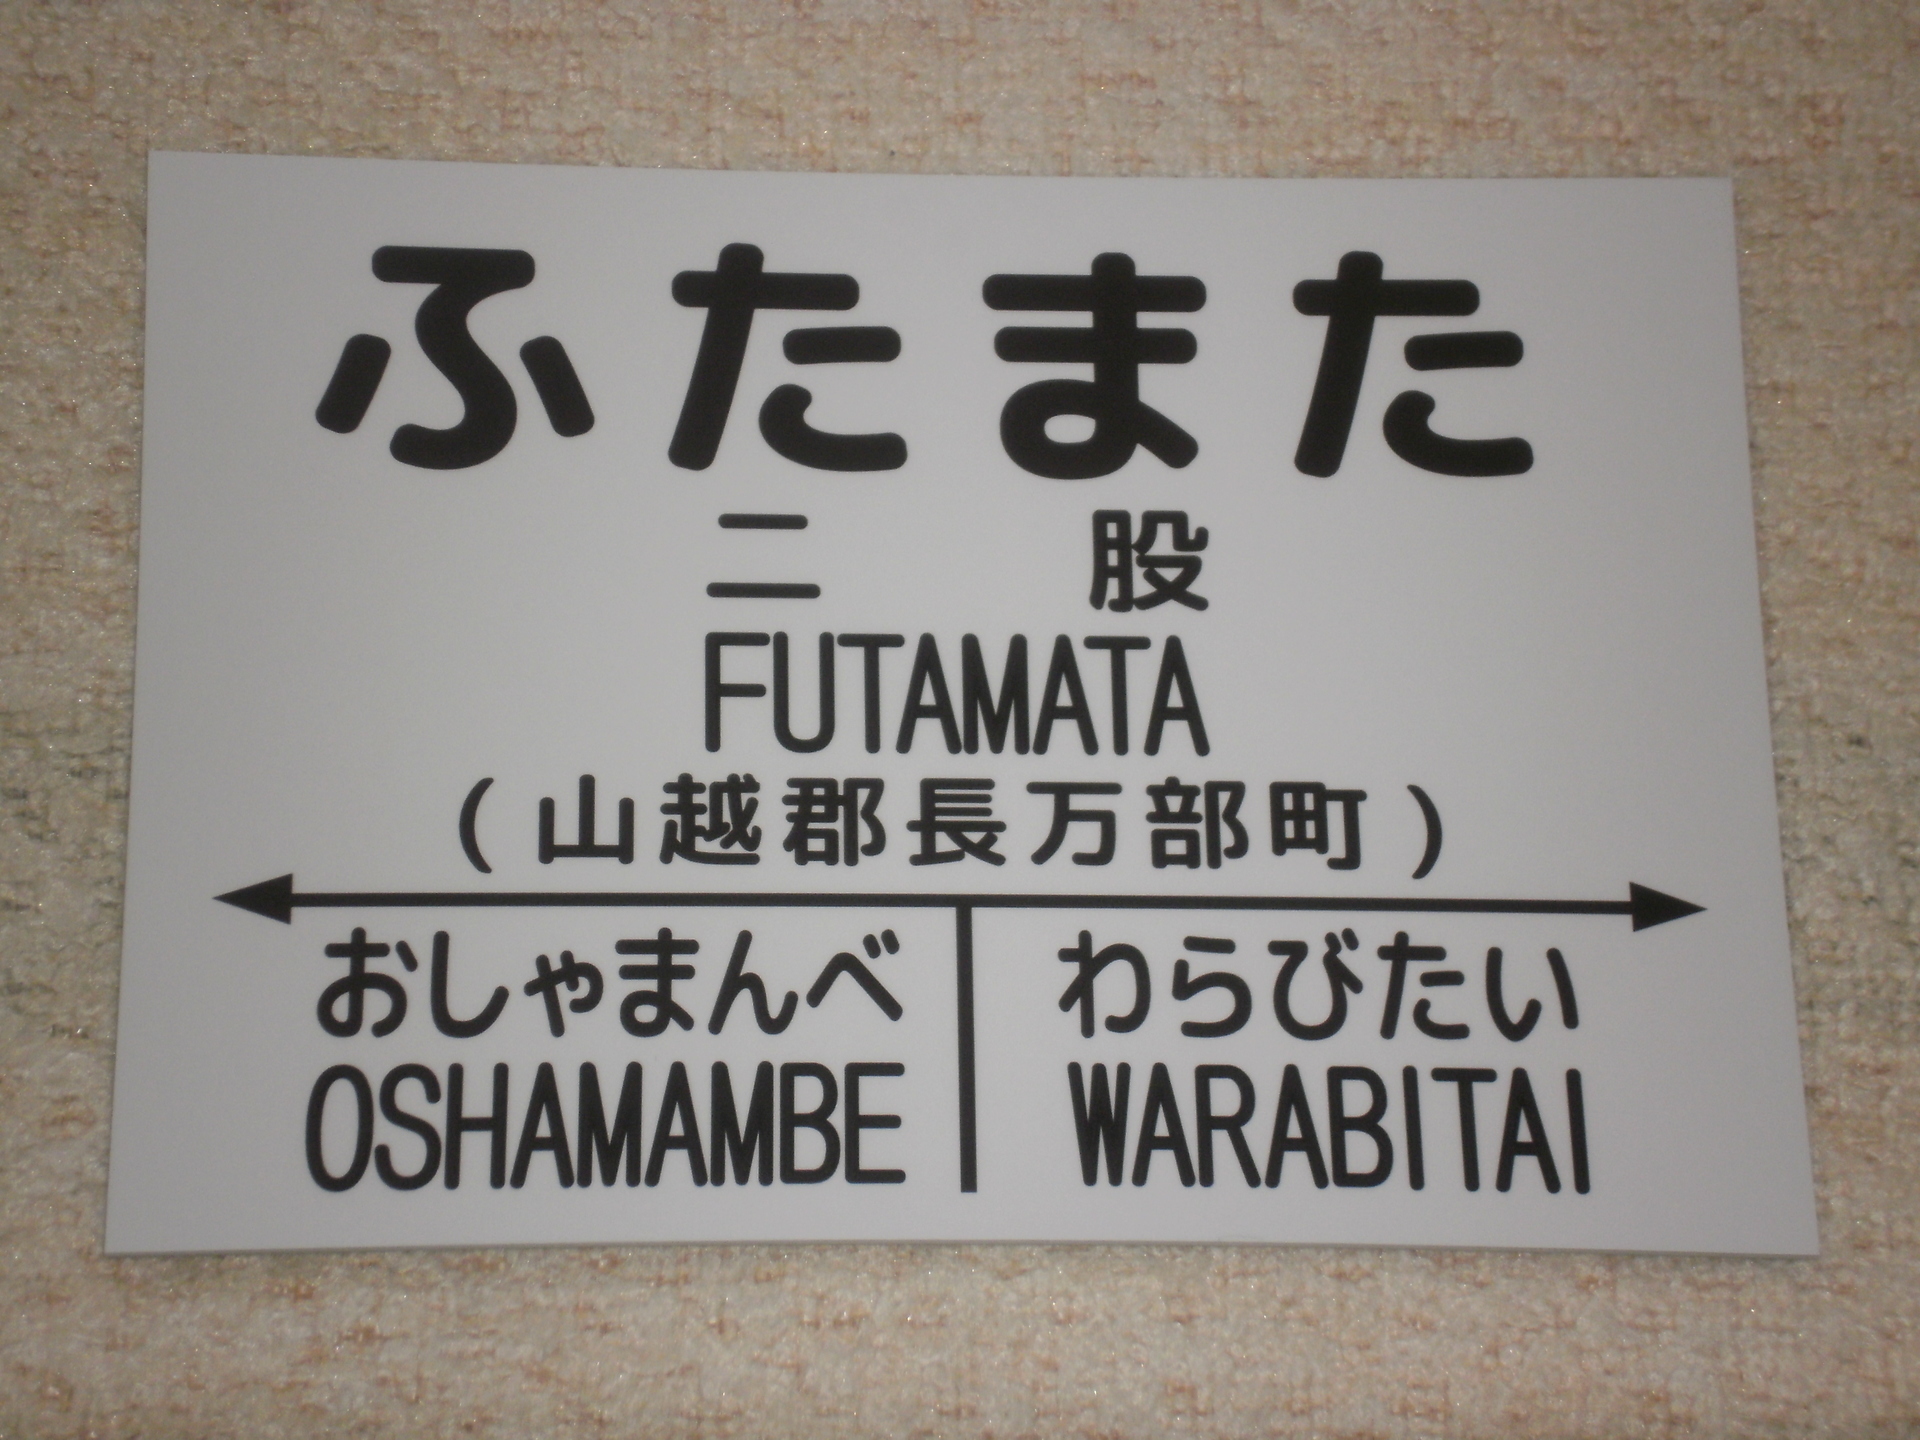 ふたまた
二股
FUTAMATA
(山越郡長万部町)
おしゃまんべ わらびたい
OSHAMAMBE WARABITAI